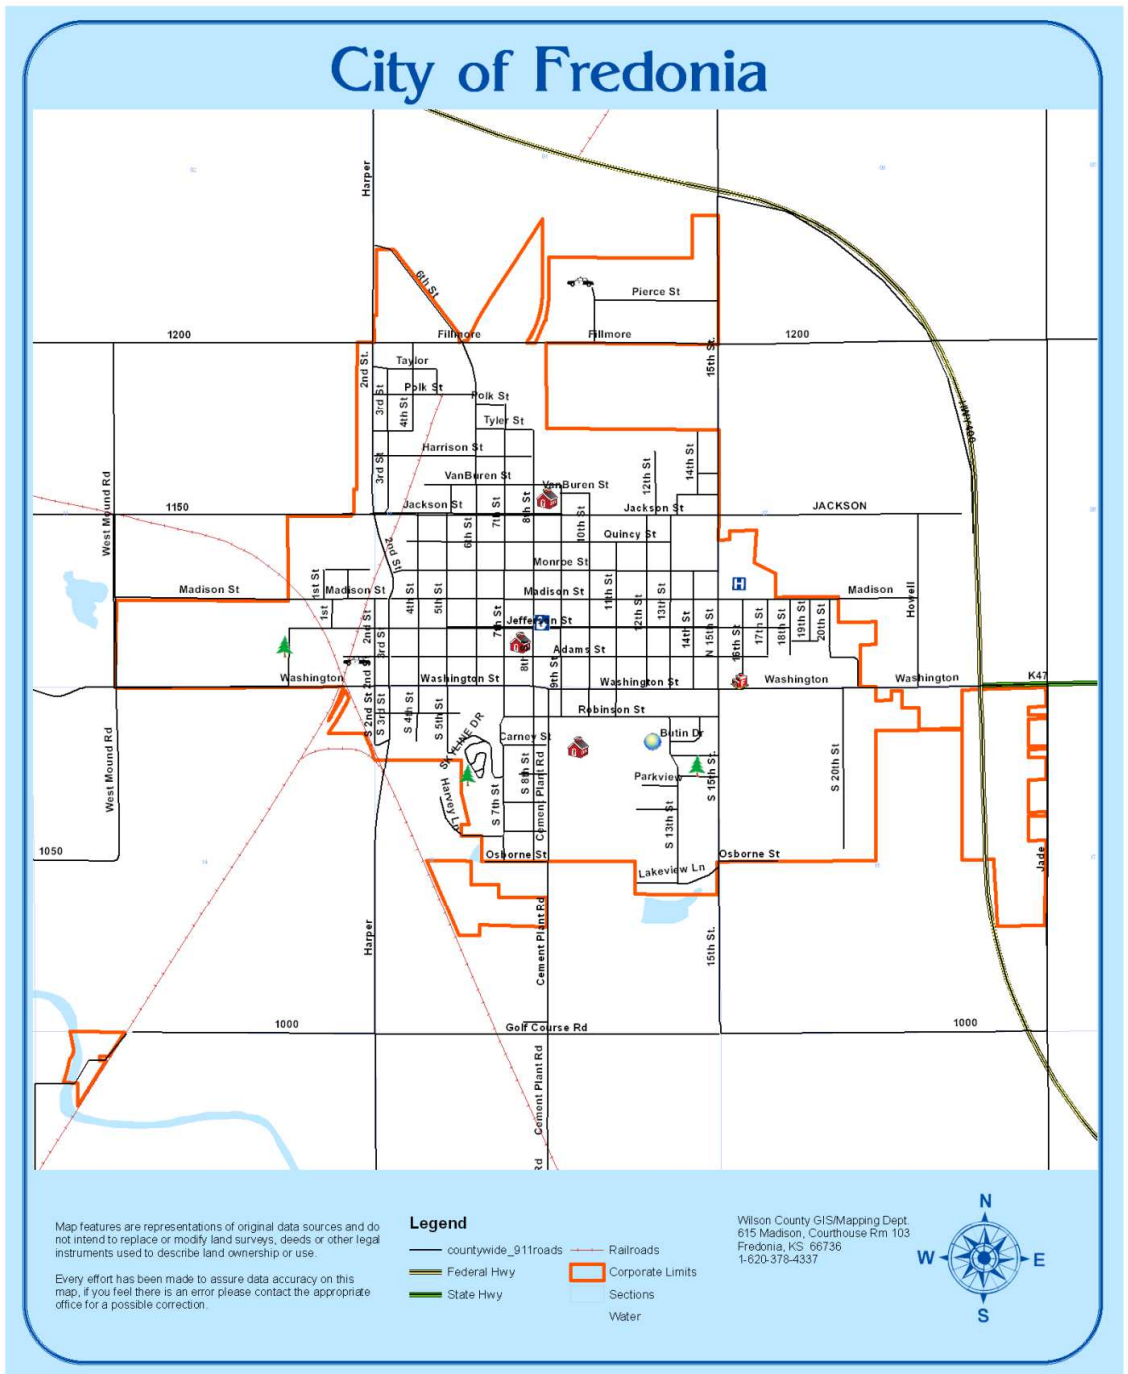 City of Fredonia
Harper
6th St
Pierce St
1200
Fillmore
Fillmore
1200
15th St.
2nd St.
Taylor
3rd St
Polk St
Polk St
4th St
Tyler St
HWY400
Harrison St
14th St
3rd St
VanBuren St
VanBuren St
12th St
West Mound Rd
1150
Jackson St
7th St
8th St
Jackson St
JACKSON
6th St
10th St
Quincy St
2nd St
Monroe St
H
Madison St
1st St
Madison St
4th St
5th St
Madison St
11th St
13th St
Madison
Howell
1st
2nd St
3rd St
7th St
Jefferson St
12th St
14th St
N 15th St
16th St
17th St
18th St
19th St
20th St
8th S
Adams St
Washington
2nd St
Washington St
9th St
Washington St
Washington
Washington
K47
S 2nd St
S 3rd St
S 4th St
S 5th St
Robinson St
SKYLINE DR
Carney St
Butin Dr
West Mound Rd
Harvey Ln
S 7th St
S 8th St
Cement Plant Rd
Parkview
S 15th St.
S 20th St
S 13th St
1050
Osborne St
Osborne St
Jade
Lakeview Ln
Harper
Cement Plant Rd
15th St.
1000
Golf Course Rd
1000
Cement Plant Rd
Rd
Map features are representations of original data sources and do
not intend to replace or modify land surveys, deeds or other legal
instruments used to describe land ownership or use.
Every effort has been made to assure data accuracy on this
map, if you feel there is an error please contact the appropriate
office for a possible correction.
Legend
countywide_911roads
Federal Hwy
State Hwy
Railroads
Corporate Limits
Sections
Water
Wilson County GIS/Mapping Dept.
615 Madison, Courthouse Rm 103
Fredonia, KS 66736
1-620-378-4337
N
W
E
S